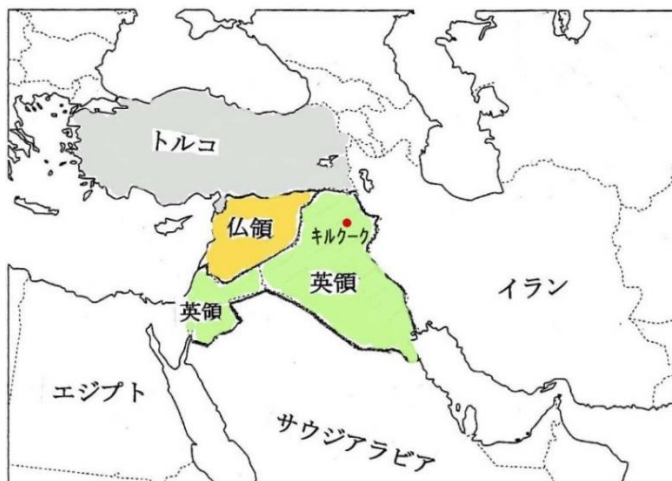 トルコ
仏領
キルクーク
英領
英領
イラン
エジプト
サウジアラビア